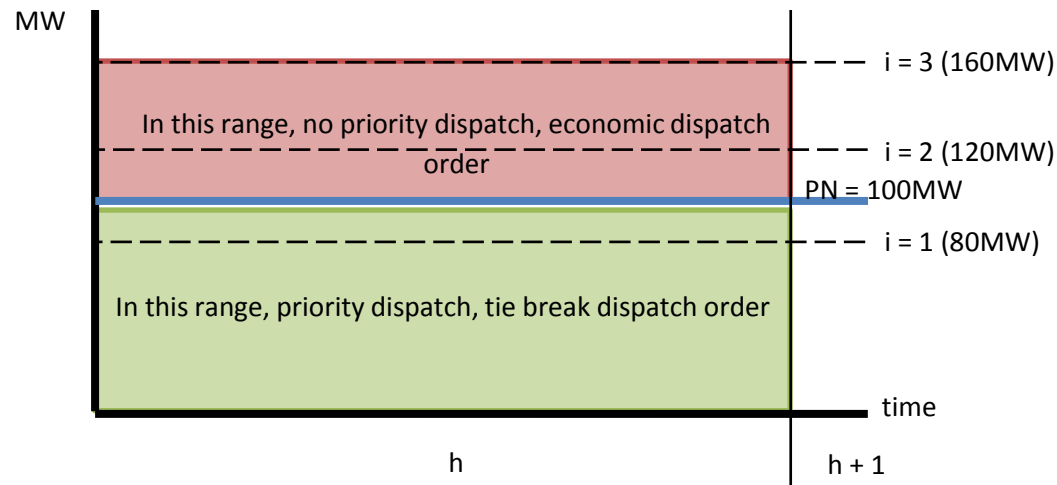 MW
i = 3 (160MW)
In this range, no priority dispatch, economic dispatch
order
i = 2 (120MW)
PN = 100MW
i = 1 (80MW)
In this range, priority dispatch, tie break dispatch order
time
h
h + 1